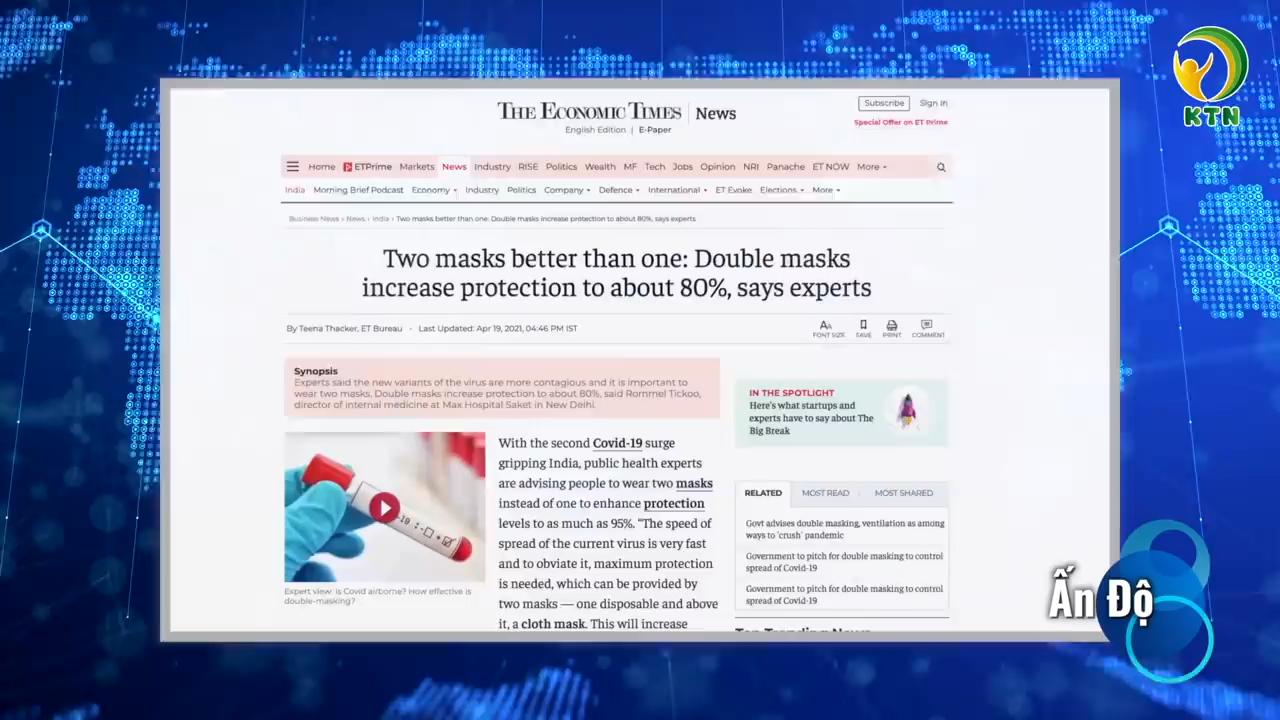 KTN
THE ECONOMIC TIMES | News
English Edition | E-Paper
Subscribe Sign In
Special Offer on ET Prime
Home ETPrime Markets News Industry RISE Politics Wealth MF Tech Jobs Opinion NRI Panache ET NOW More
India Morning Brief Podcast Economy Industry Politics Company Defence International ET Evoke Elections More
Business News › News › India › Two masks better than one: Double masks increase protection to about 80%, says experts
Two masks better than one: Double masks
increase protection to about 80%, says experts
By Teena Thacker, ET Bureau • Last Updated: Apr 19, 2021, 04:46 PM IST
FONT SIZE SAVE PRINT COMMENT
Synopsis
Experts said the new variants of the virus are more contagious and it is important to
wear two masks. Double masks increase protection to about 80%, said Rommel Tickoo,
director of internal medicine at Max Hospital Saket in New Delhi.
Expert view: Is Covid airborne? How effective is
double-masking?
With the second Covid-19 surge
gripping India, public health experts
are advising people to wear two masks
instead of one to enhance protection
levels to as much as 95%. "The speed of
spread of the current virus is very fast
and to obviate it, maximum protection
is needed, which can be provided by
two masks — one disposable and above
it, a cloth mask. This will increase
IN THE SPOTLIGHT
Here's what startups and
experts have to say about The
Big Break
RELATED MOST READ MOST SHARED
Govt advises double masking, ventilation as among
ways to 'crush' pandemic
Government to pitch for double masking to control
spread of Covid-19
Government to pitch for double masking to control
spread of Covid-19
Top Trending News
Ấn Độ